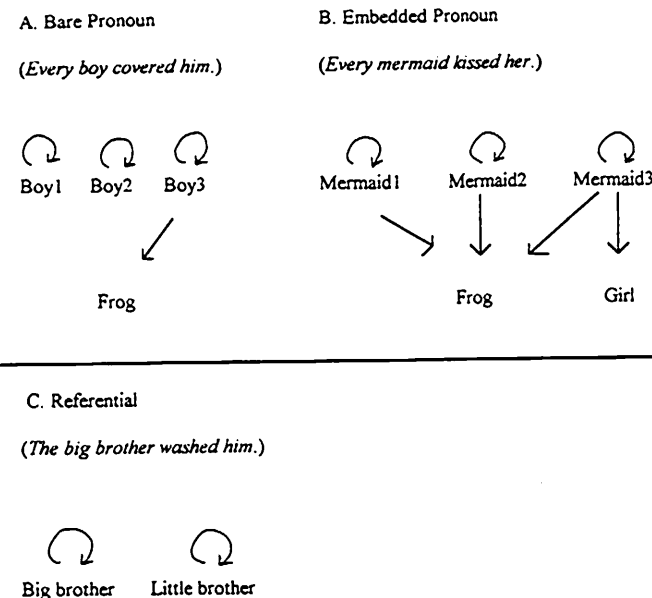 A. Bare Pronoun
(Every boy covered him.)
Boy1 Boy2 Boy3
Frog
B. Embedded Pronoun
(Every mermaid kissed her.)
Mermaid1 Mermaid2 Mermaid3
Frog Girl
C. Referential
(The big brother washed him.)
Big brother Little brother